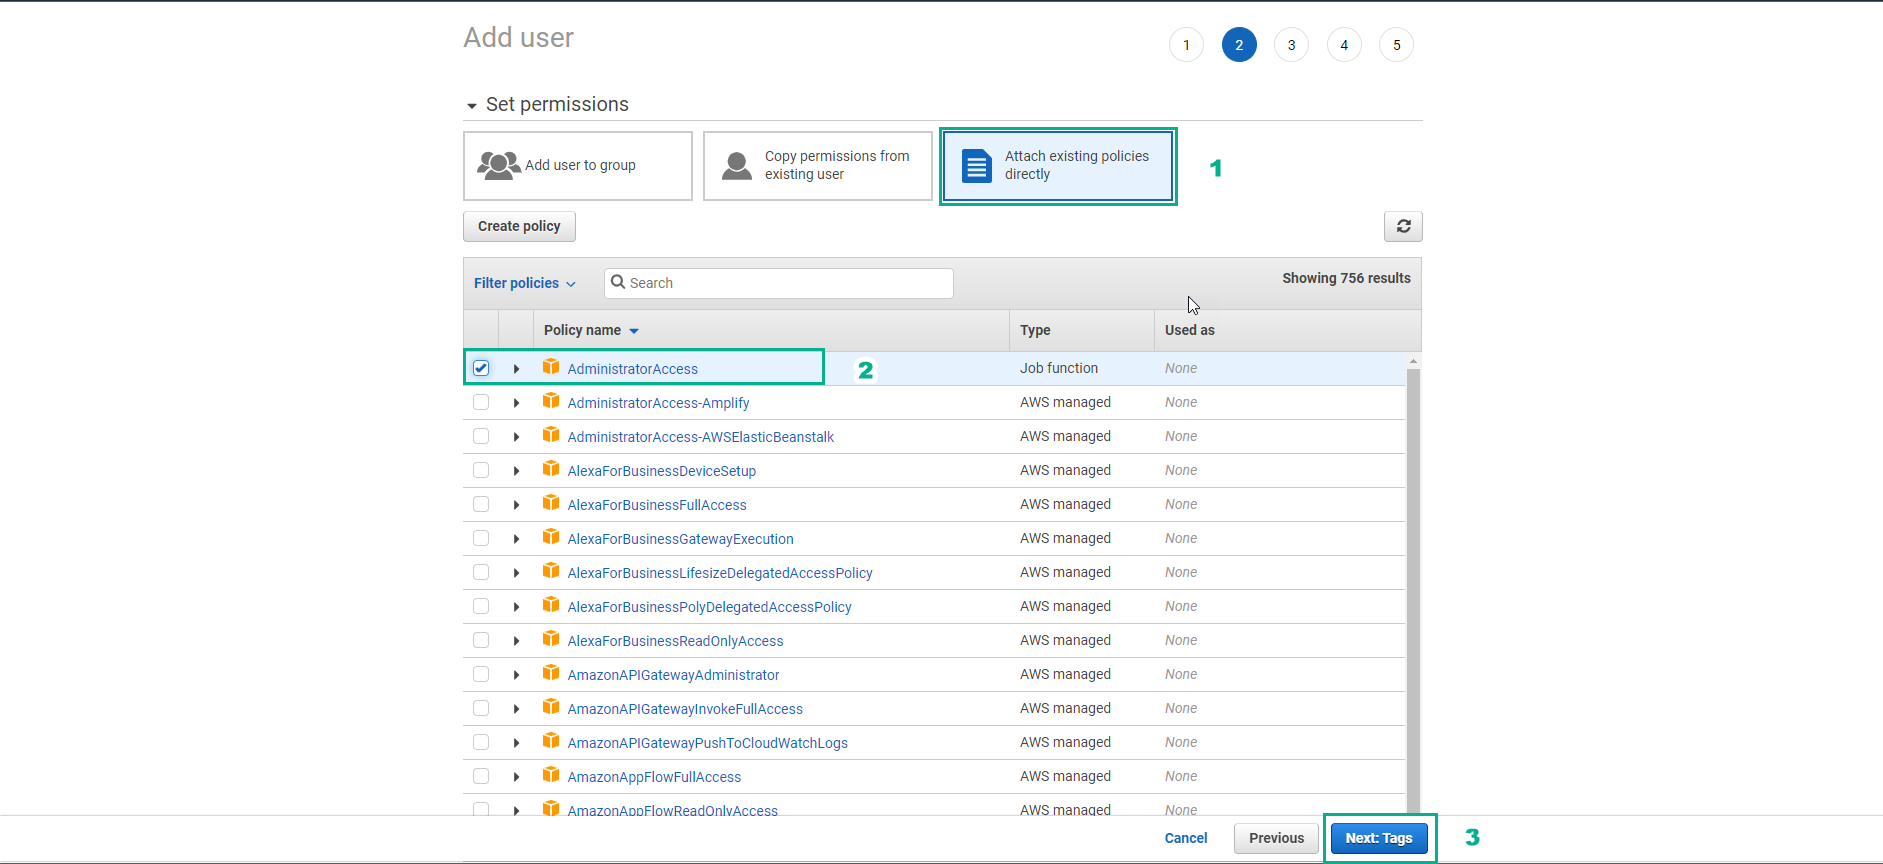 Add user
1 2 3 4 5
Set permissions
Add user to group
Copy permissions from
existing user
Attach existing policies
directly
1
Create policy
Filter policies
Search
Showing 756 results
Policy name Type Used as
AdministratorAccess 2 Job function None
AdministratorAccess-Amplify AWS managed None
AdministratorAccess-AWSElasticBeanstalk AWS managed None
AlexaForBusinessDeviceSetup AWS managed None
AlexaForBusinessFullAccess AWS managed None
AlexaForBusinessGatewayExecution AWS managed None
AlexaForBusinessLifesizeDelegatedAccessPolicy AWS managed None
AlexaForBusinessPolyDelegatedAccessPolicy AWS managed None
AlexaForBusinessReadOnlyAccess AWS managed None
AmazonAPIGatewayAdministrator AWS managed None
AmazonAPIGatewayInvokeFullAccess AWS managed None
AmazonAPIGatewayPushToCloudWatchLogs AWS managed None
AmazonAppFlowFullAccess AWS managed None
AmazonAppFlowReadOnlyAccess AWS managed None
Cancel Previous Next: Tags 3